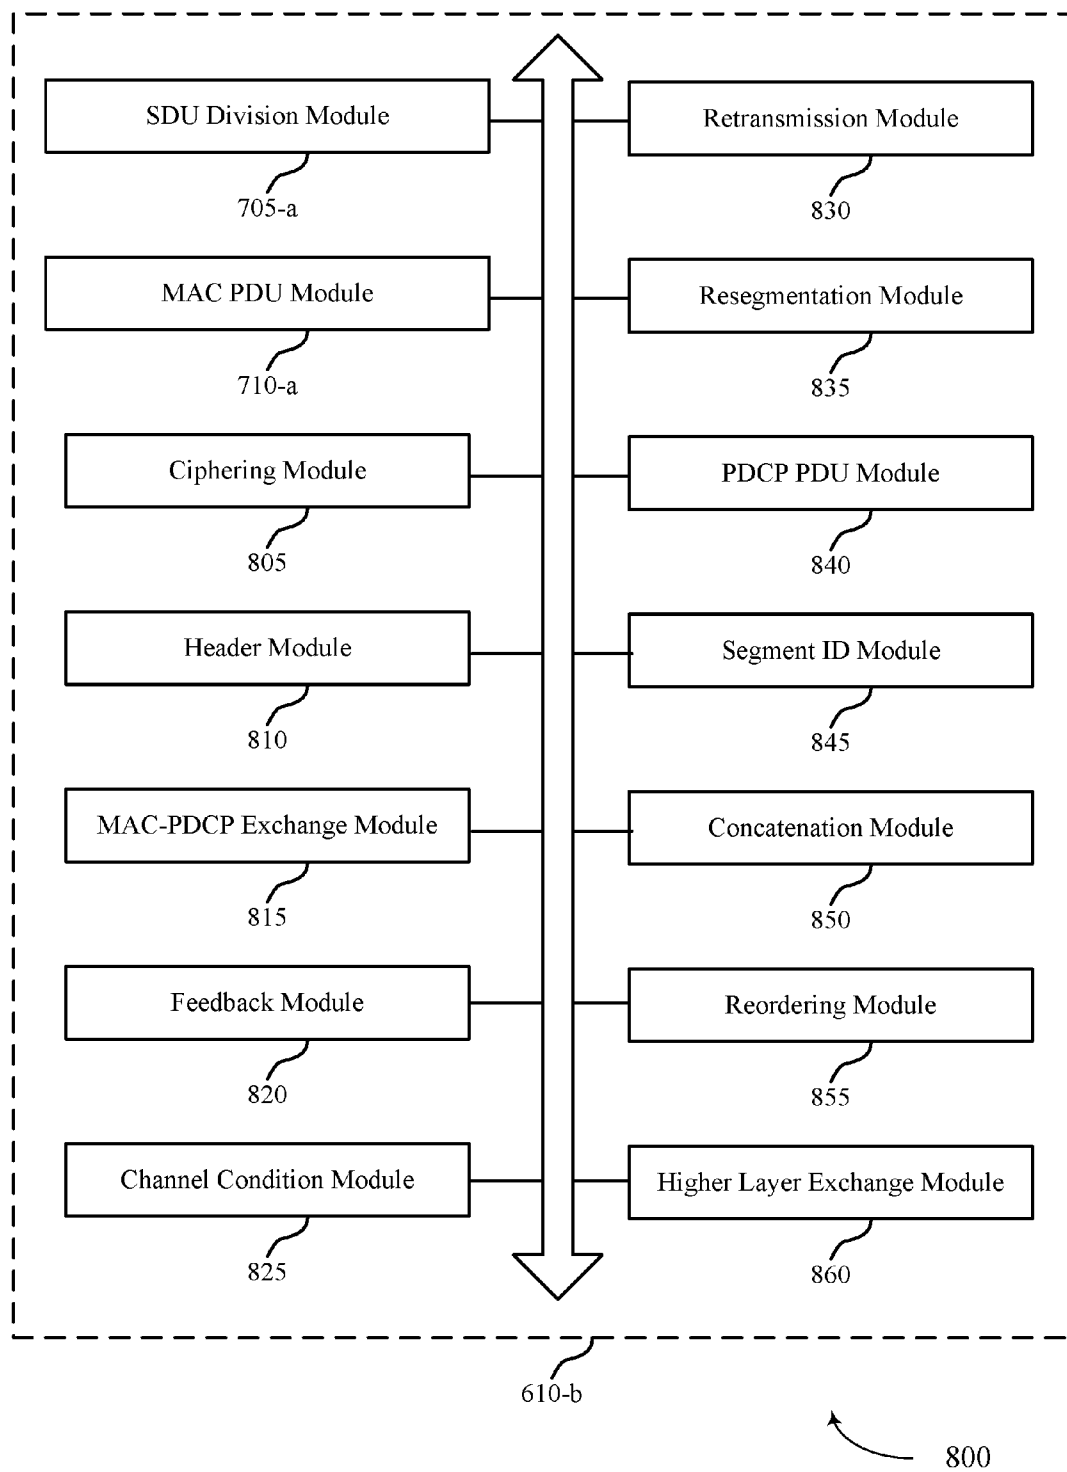 SDU Division Module
705-a
Retransmission Module
830
MAC PDU Module
710-a
Resegmentation Module
835
Ciphering Module
805
PDCP PDU Module
840
Header Module
810
Segment ID Module
845
MAC-PDCP Exchange Module
815
Concatenation Module
850
Feedback Module
820
Reordering Module
855
Channel Condition Module
825
Higher Layer Exchange Module
860
610-b
800